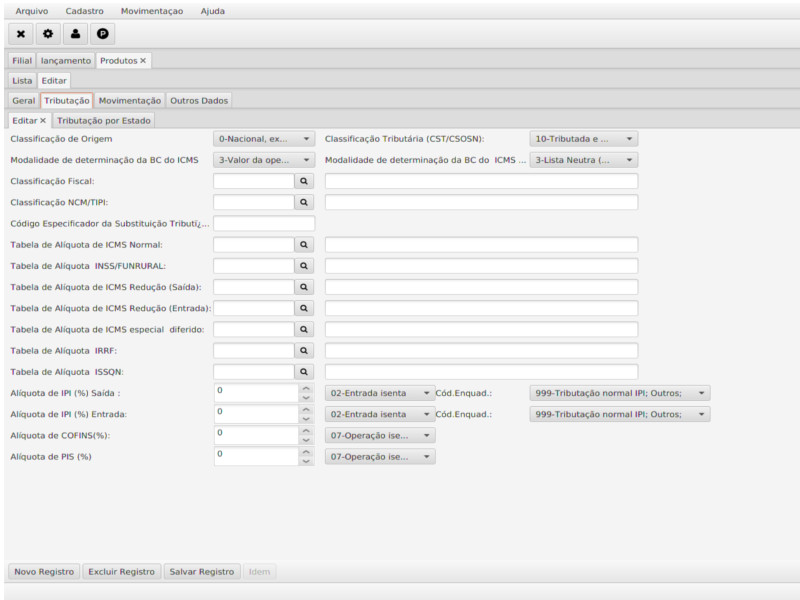 Arquivo Cadastro Movimentaçao Ajuda
Filial lançamento Produtos
Lista Editar
Geral Tributação Movimentação Outros Dados
Editar Tributação por Estado
Classificação de Origem 0-Nacional, ex... Classificação Tributária (CST/CSOSN): 10-Tributada e ...
Modalidade de determinação da BC do ICMS 3-Valor da ope... Modalidade de determinação da BC do ICMS ... 3-Lista Neutra (...
Classificação Fiscal:
Classificação NCM/TIPI:
Código Especificador da Substituição Tributï¿...
Tabela de Alíquota de ICMS Normal:
Tabela de Alíquota INSS/FUNRURAL:
Tabela de Alíquota de ICMS Redução (Saída):
Tabela de Alíquota de ICMS Redução (Entrada):
Tabela de Alíquota de ICMS especial diferido:
Tabela de Alíquota IRRF:
Tabela de Alíquota ISSQN:
Alíquota de IPI (%) Saída : 0 02-Entrada isenta Cód.Enquad.: 999-Tributação normal IPI; Outros;
Alíquota de IPI (%) Entrada: 0 02-Entrada isenta Cód.Enquad.: 999-Tributação normal IPI; Outros;
Alíquota de COFINS(%): 0 07-Operação ise...
Alíquota de PIS (%) 0 07-Operação ise...
Novo Registro Excluir Registro Salvar Registro Idem